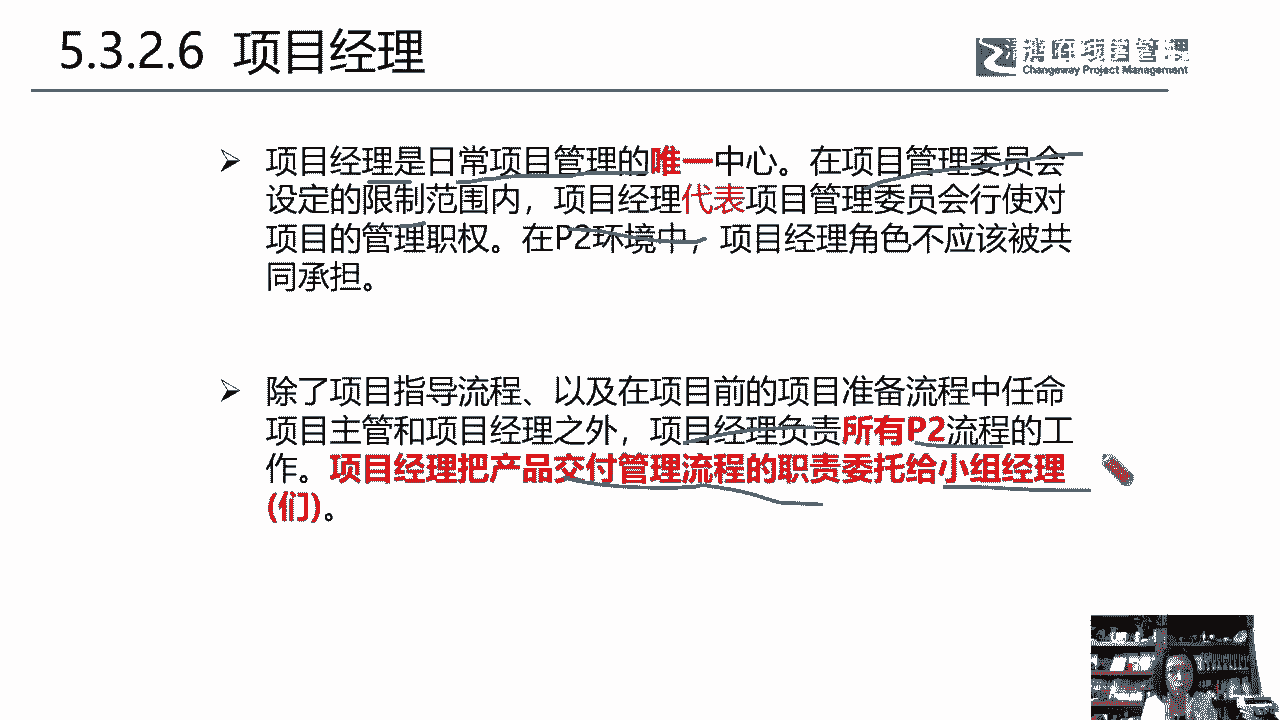 5.3.2.6 项目经理
Changeway Project Management
➢ 项目经理是日常项目管理的唯一中心。在项目管理委员会
设定的限制范围内，项目经理代表项目管理委员会行使对
项目的管理职权。在P2环境中，项目经理角色不应该被共
同承担。
➢ 除了项目指导流程、以及在项目前的项目准备流程中任命
项目主管和项目经理之外，项目经理负责所有P2流程的工
作。项目经理把产品交付管理流程的职责委托给小组经理
(们)。